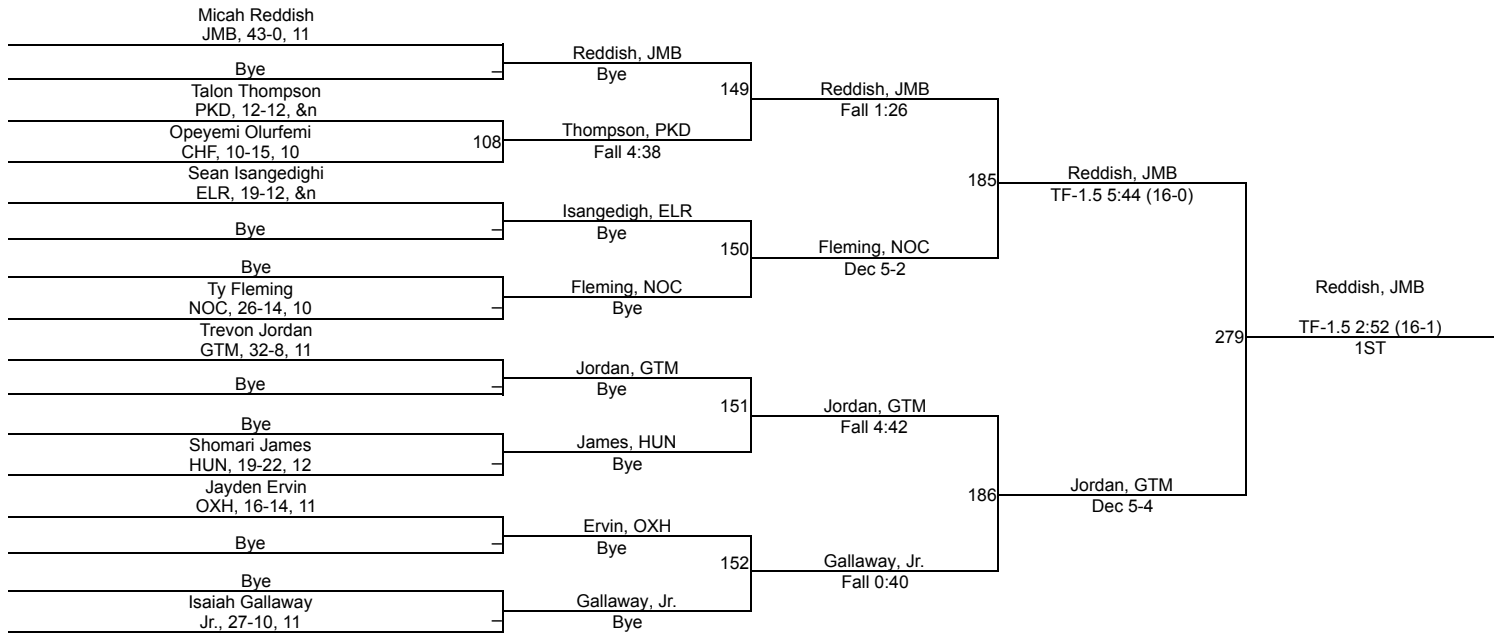 Micah Reddish
JMB, 43-0, 11
Bye
–
Talon Thompson
PKD, 12-12, &n
Opeyemi Olurfemi
CHF, 10-15, 10
108
Sean Isangedighi
ELR, 19-12, &n
Bye
–
Bye
Ty Fleming
NOC, 26-14, 10
–
Trevon Jordan
GTM, 32-8, 11
Bye
–
Bye
Shomari James
HUN, 19-22, 12
–
Jayden Ervin
OXH, 16-14, 11
Bye
–
Bye
Isaiah Gallaway
Jr., 27-10, 11
–
Reddish, JMB
Bye
149
Thompson, PKD
Fall 4:38
Isangedigh, ELR
Bye
150
Fleming, NOC
Bye
Jordan, GTM
Bye
151
James, HUN
Bye
Ervin, OXH
Bye
152
Gallaway, Jr.
Bye
Reddish, JMB
Fall 1:26
185
Fleming, NOC
Dec 5-2
Jordan, GTM
Fall 4:42
186
Gallaway, Jr.
Fall 0:40
Reddish, JMB
TF-1.5 5:44 (16-0)
279
Jordan, GTM
Dec 5-4
Reddish, JMB
TF-1.5 2:52 (16-1)
1ST